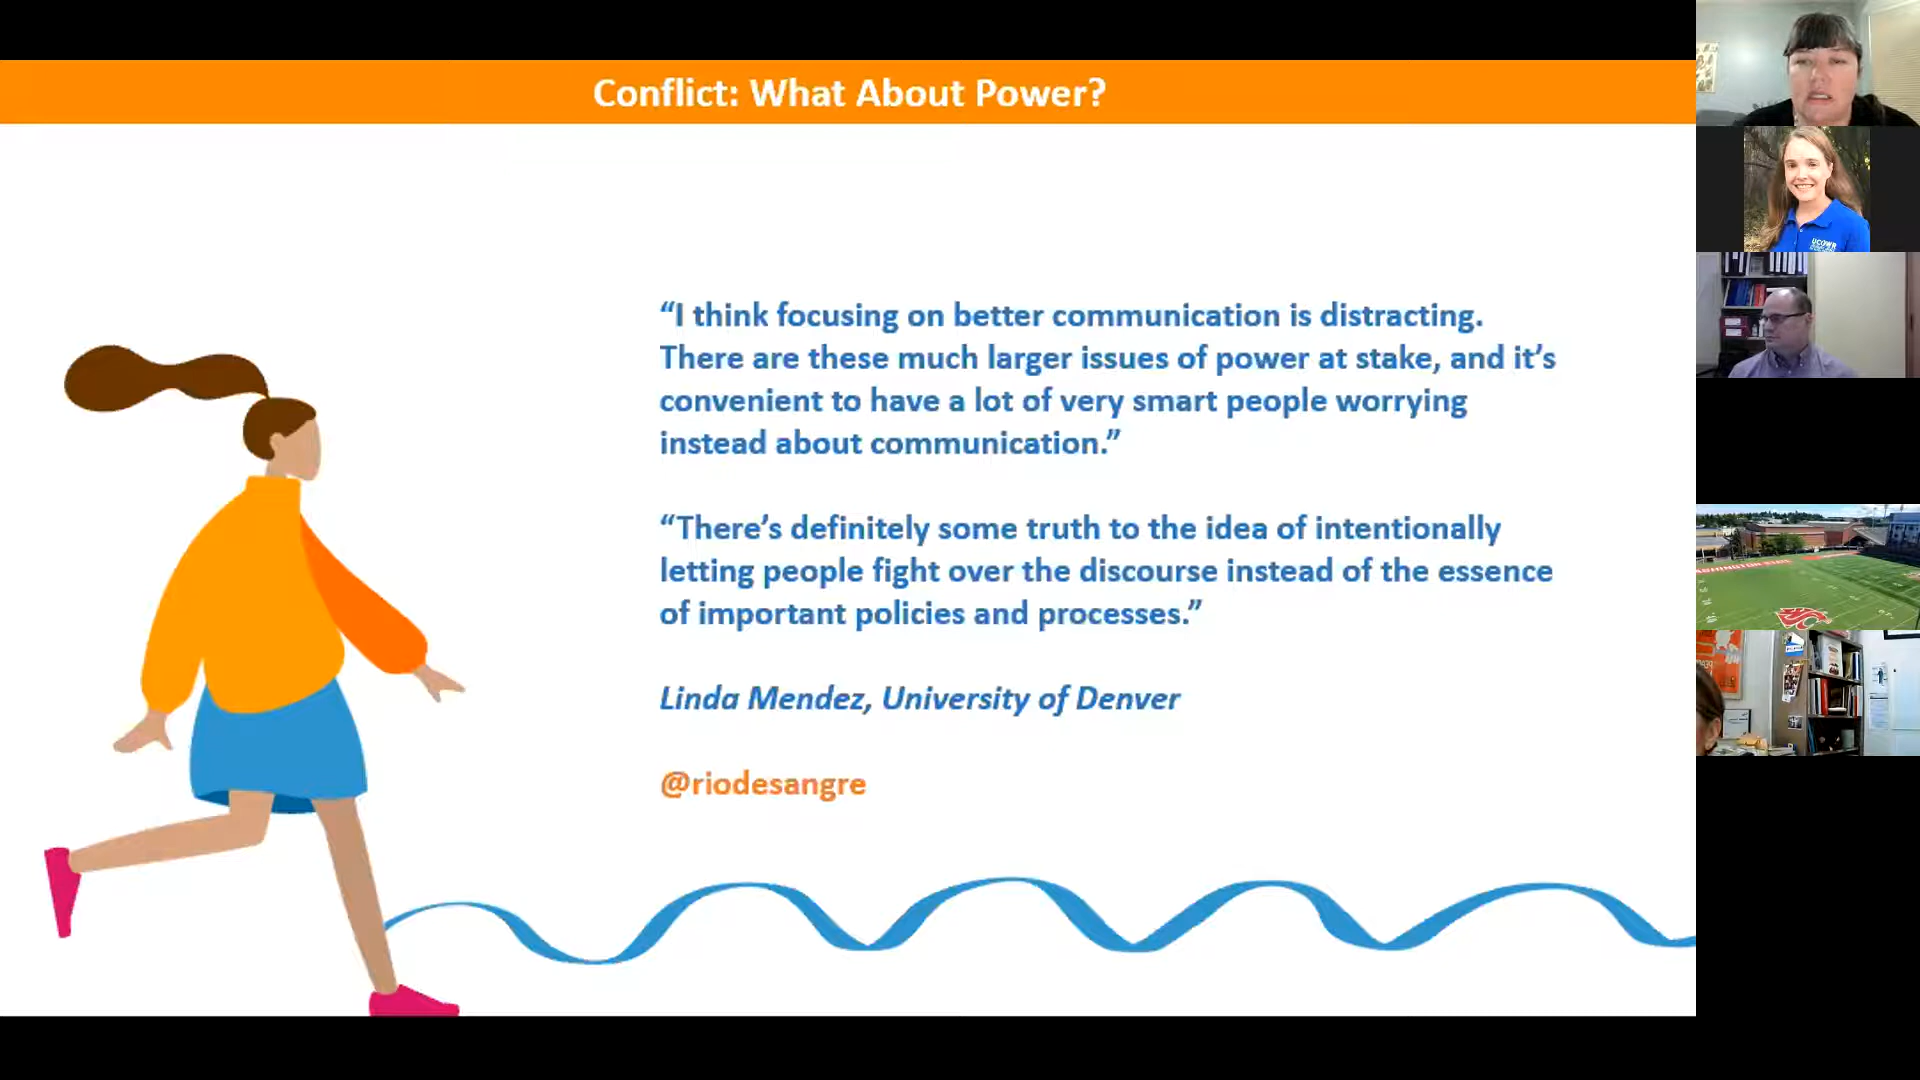 Conflict: What About Power?
“I think focusing on better communication is distracting.
There are these much larger issues of power at stake, and it’s
convenient to have a lot of very smart people worrying
instead about communication.”
“There’s definitely some truth to the idea of intentionally
letting people fight over the discourse instead of the essence
of important policies and processes.”
Linda Mendez, University of Denver
@riodesangre
UCOWR